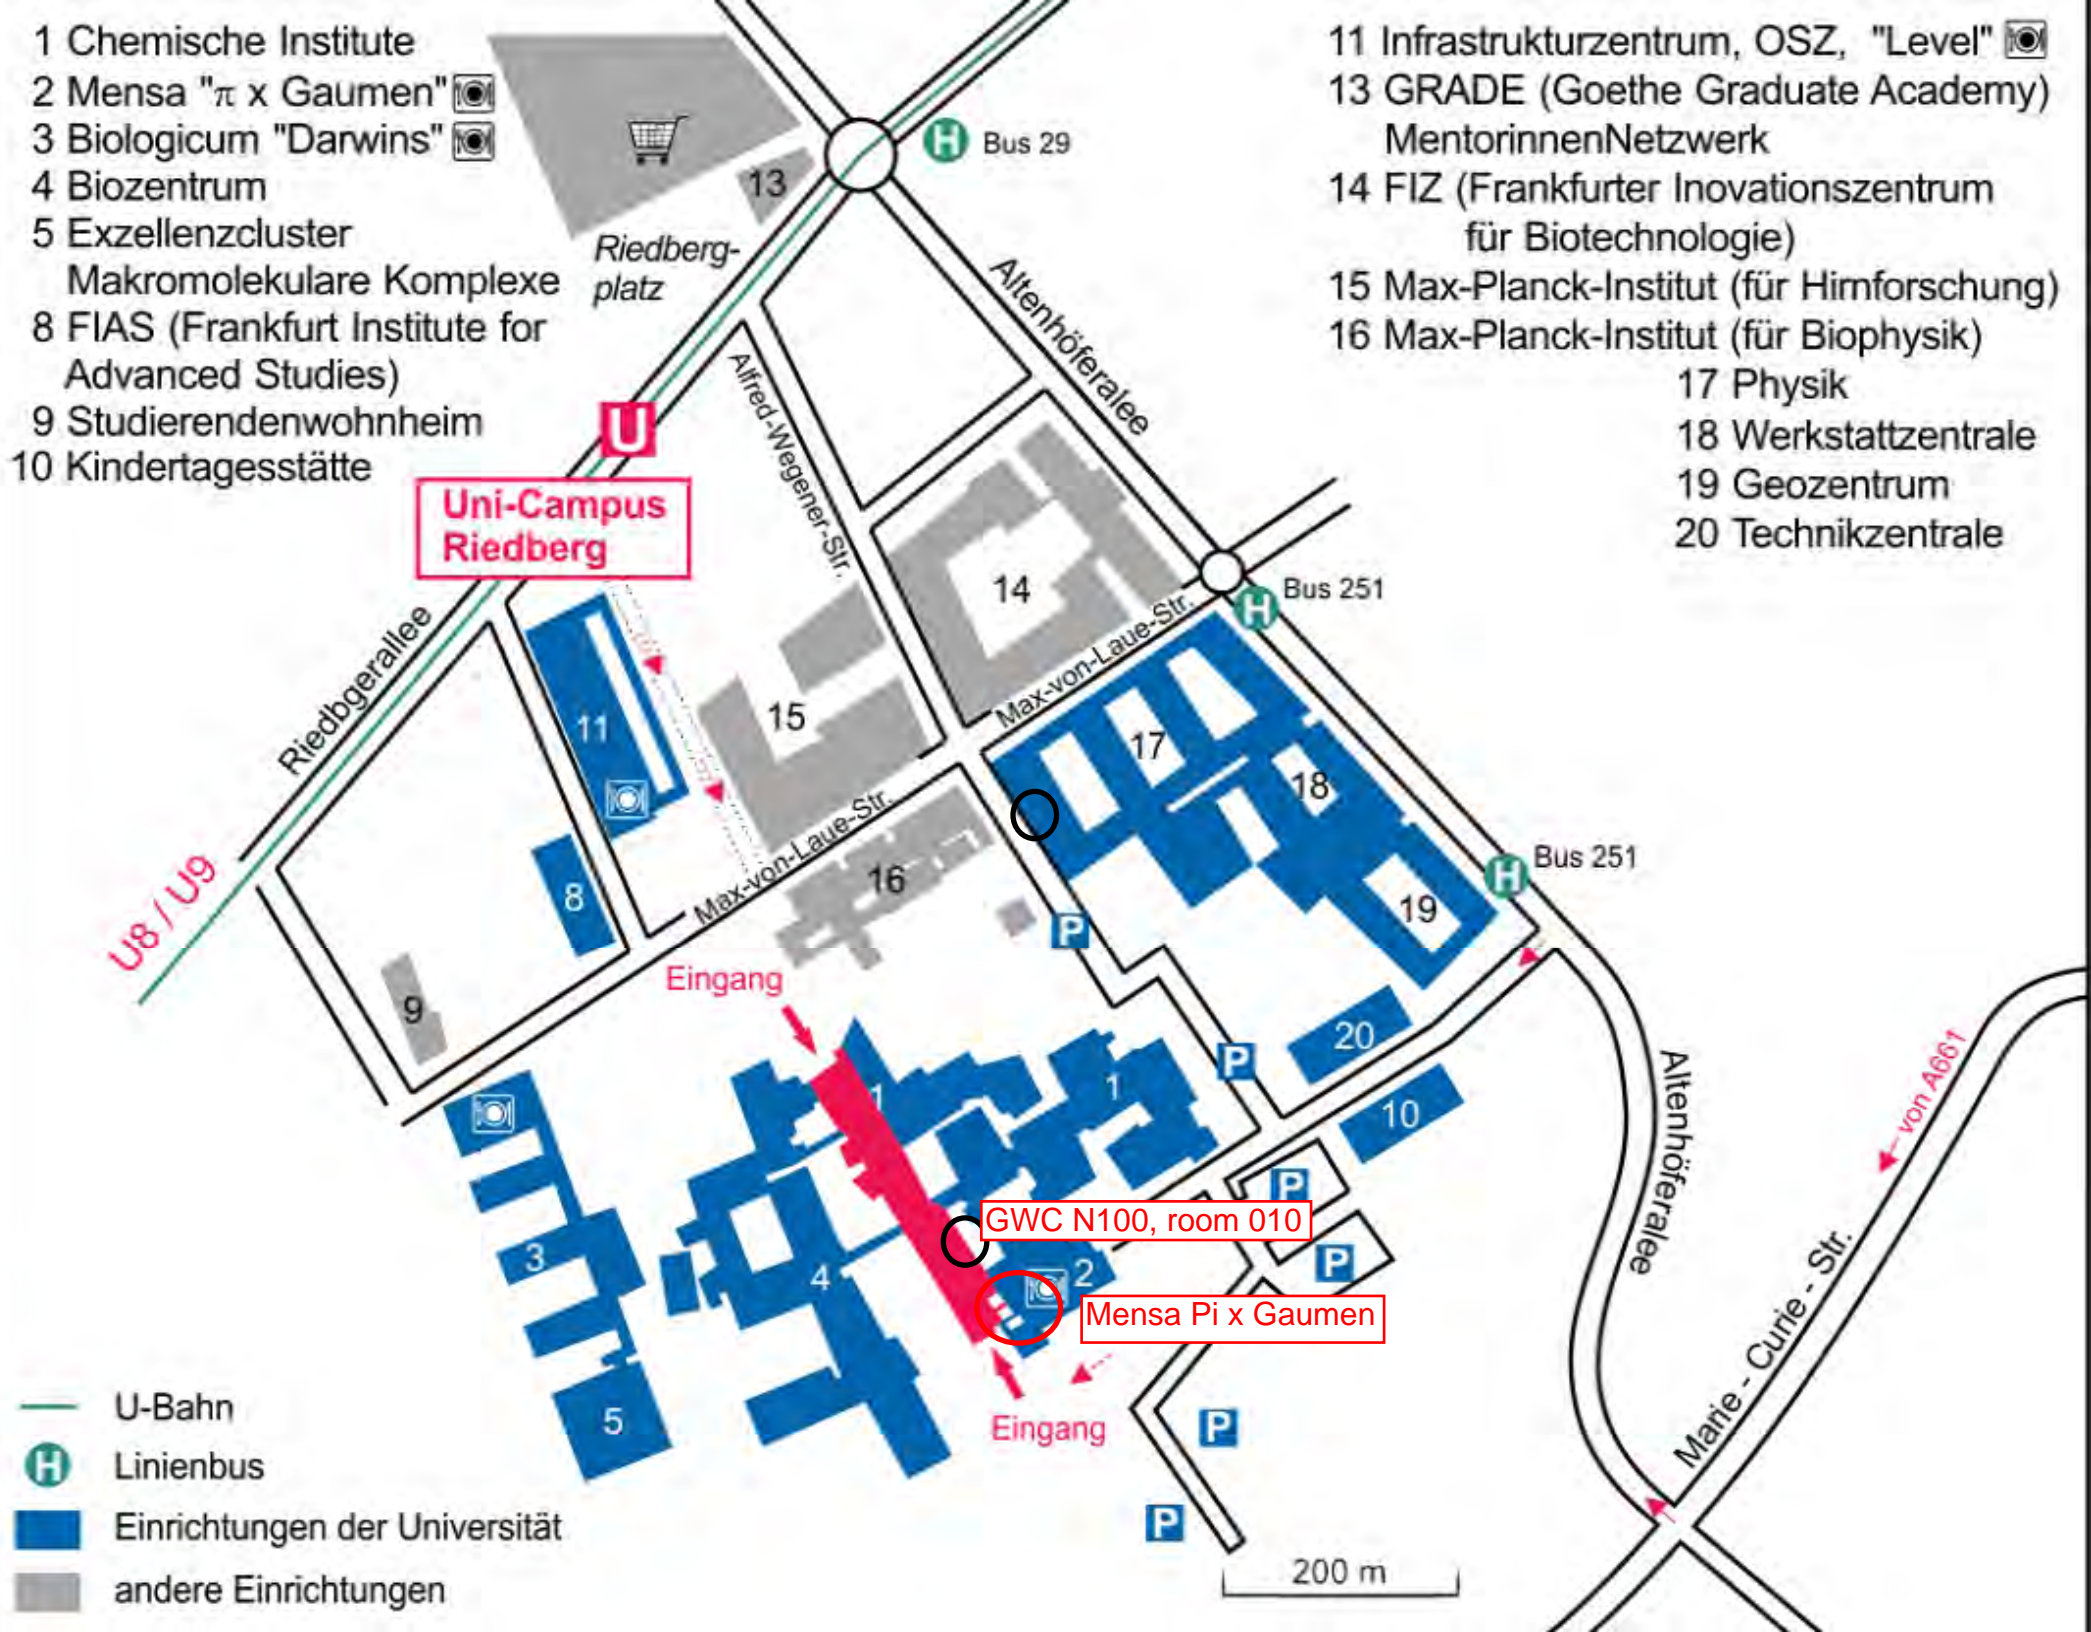 1 Chemische Institute
2 Mensa "π x Gaumen"
3 Biologicum "Darwins"
4 Biozentrum
5 Exzellenzcluster
Makromolekulare Komplexe
8 FIAS (Frankfurt Institute for
Advanced Studies)
9 Studierendenwohnheim
10 Kindertagesstätte
11 Infrastrukturzentrum, OSZ, "Level"
13 GRADE (Goethe Graduate Academy)
MentorinnenNetzwerk
14 FIZ (Frankfurter Inovationszentrum
für Biotechnologie)
15 Max-Planck-Institut (für Hirnforschung)
16 Max-Planck-Institut (für Biophysik)
17 Physik
18 Werkstattzentrale
19 Geozentrum
20 Technikzentrale
H Bus 29
13
Riedberg-
platz
Altenhöferalee
Alfred-Wegener-Str.
U
Uni-Campus
Riedberg
14
H Bus 251
Max-von-Laue-Str.
Riedbgerallee
11
15
17
18
Max-von-Laue-Str.
H Bus 251
16
8
19
U8 / U9
P
Eingang
9
20
P
1
1
10
Altenhöferalee
von A661
P
GWC N100, room 010
3
4
2
P
Mensa Pi x Gaumen
Marie - Curie - Str.
5
Eingang
P
P
U-Bahn
H Linienbus
Einrichtungen der Universität
andere Einrichtungen
200 m